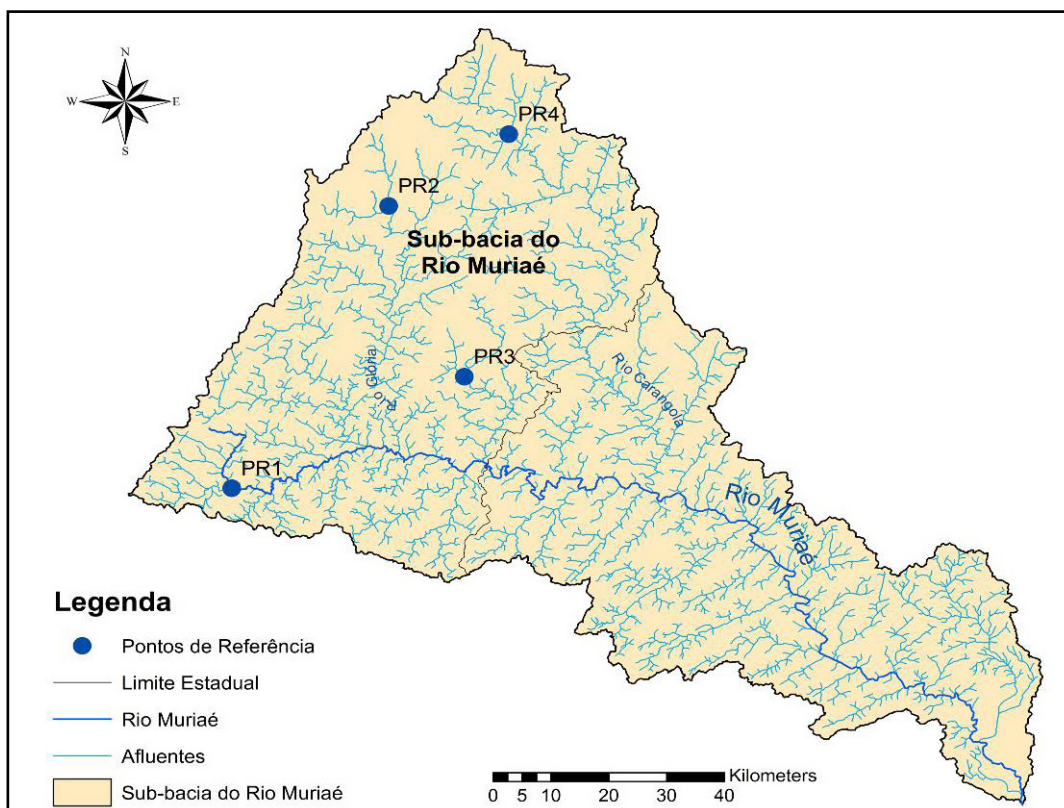 N
W
E
S
PR4
PR2
Sub-bacia do
Rio Muriaé
PR3
Rio Carangola
Glória
PR1
Rio Muriaé
Legenda
Pontos de Referência
Limite Estadual
Rio Muriaé
Afluentes
Sub-bacia do Rio Muriaé
Kilometers
0 5 10 20 30 40